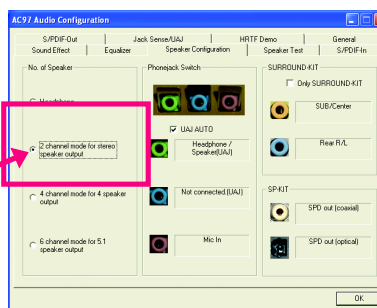 AC97 Audio Configuration
S/PDIF-Out
Jack Sense/UAJ
HRTF Demo
General
Sound Effect
Equalizer
Speaker Configuration
Speaker Test
S/PDIF-In
No. of Speaker
Headphone
2 channel mode for stereo
speaker output
4 channel mode for 4 speaker
output
6 channel mode for 5.1
speaker output
Phonejack Switch
UAJ AUTO
Headphone /
Speaker(UAJ)
Not connected.(UAJ)
Mic In
SURROUND-KIT
Only SURROUND-KIT
SUB/Center
Rear R/L
SP-KIT
SPD out (coaxial)
SPD out (optical)
OK